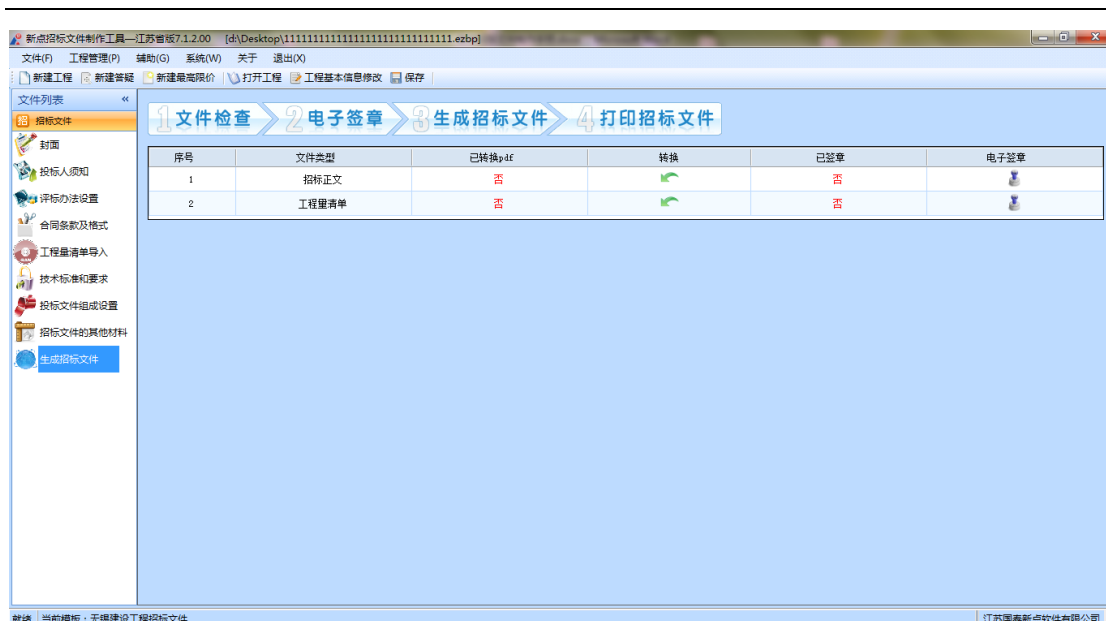 新点招标文件制作工具—江苏省版7.1.2.00 [d:\Desktop\11111111111111111111111111111.ezbp]
文件(F) 工程管理(P) 辅助(G) 系统(W) 关于 退出(X)
新建工程 新建答疑 新建最高限价 打开工程 工程基本信息修改 保存
文件列表 «
招 招标文件
封面
投标人须知
评标办法设置
合同条款及格式
工程量清单导入
技术标准和要求
投标文件组成设置
招标文件的其他材料
生成招标文件
1 文件检查 2 电子签章 3 生成招标文件 4 打印招标文件
序号 文件类型 已转换pdf 转换 已签章 电子签章
1 招标正文 否 否
2 工程量清单 否 否
就绪 当前模板：无锡建设工程招标文件 江苏国泰新点软件有限公司